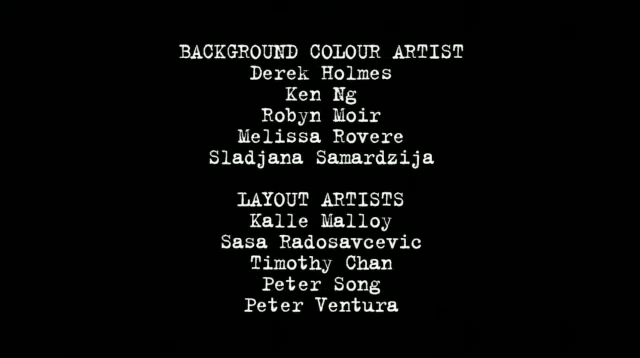 BACKGROUND COLOUR ARTIST
Derek Holmes
Ken Ng
Robyn Moir
Melissa Rovere
Sladjana Samardzija
LAYOUT ARTISTS
Kalle Malloy
Sasa Radosavcevic
Timothy Chan
Peter Song
Peter Ventura